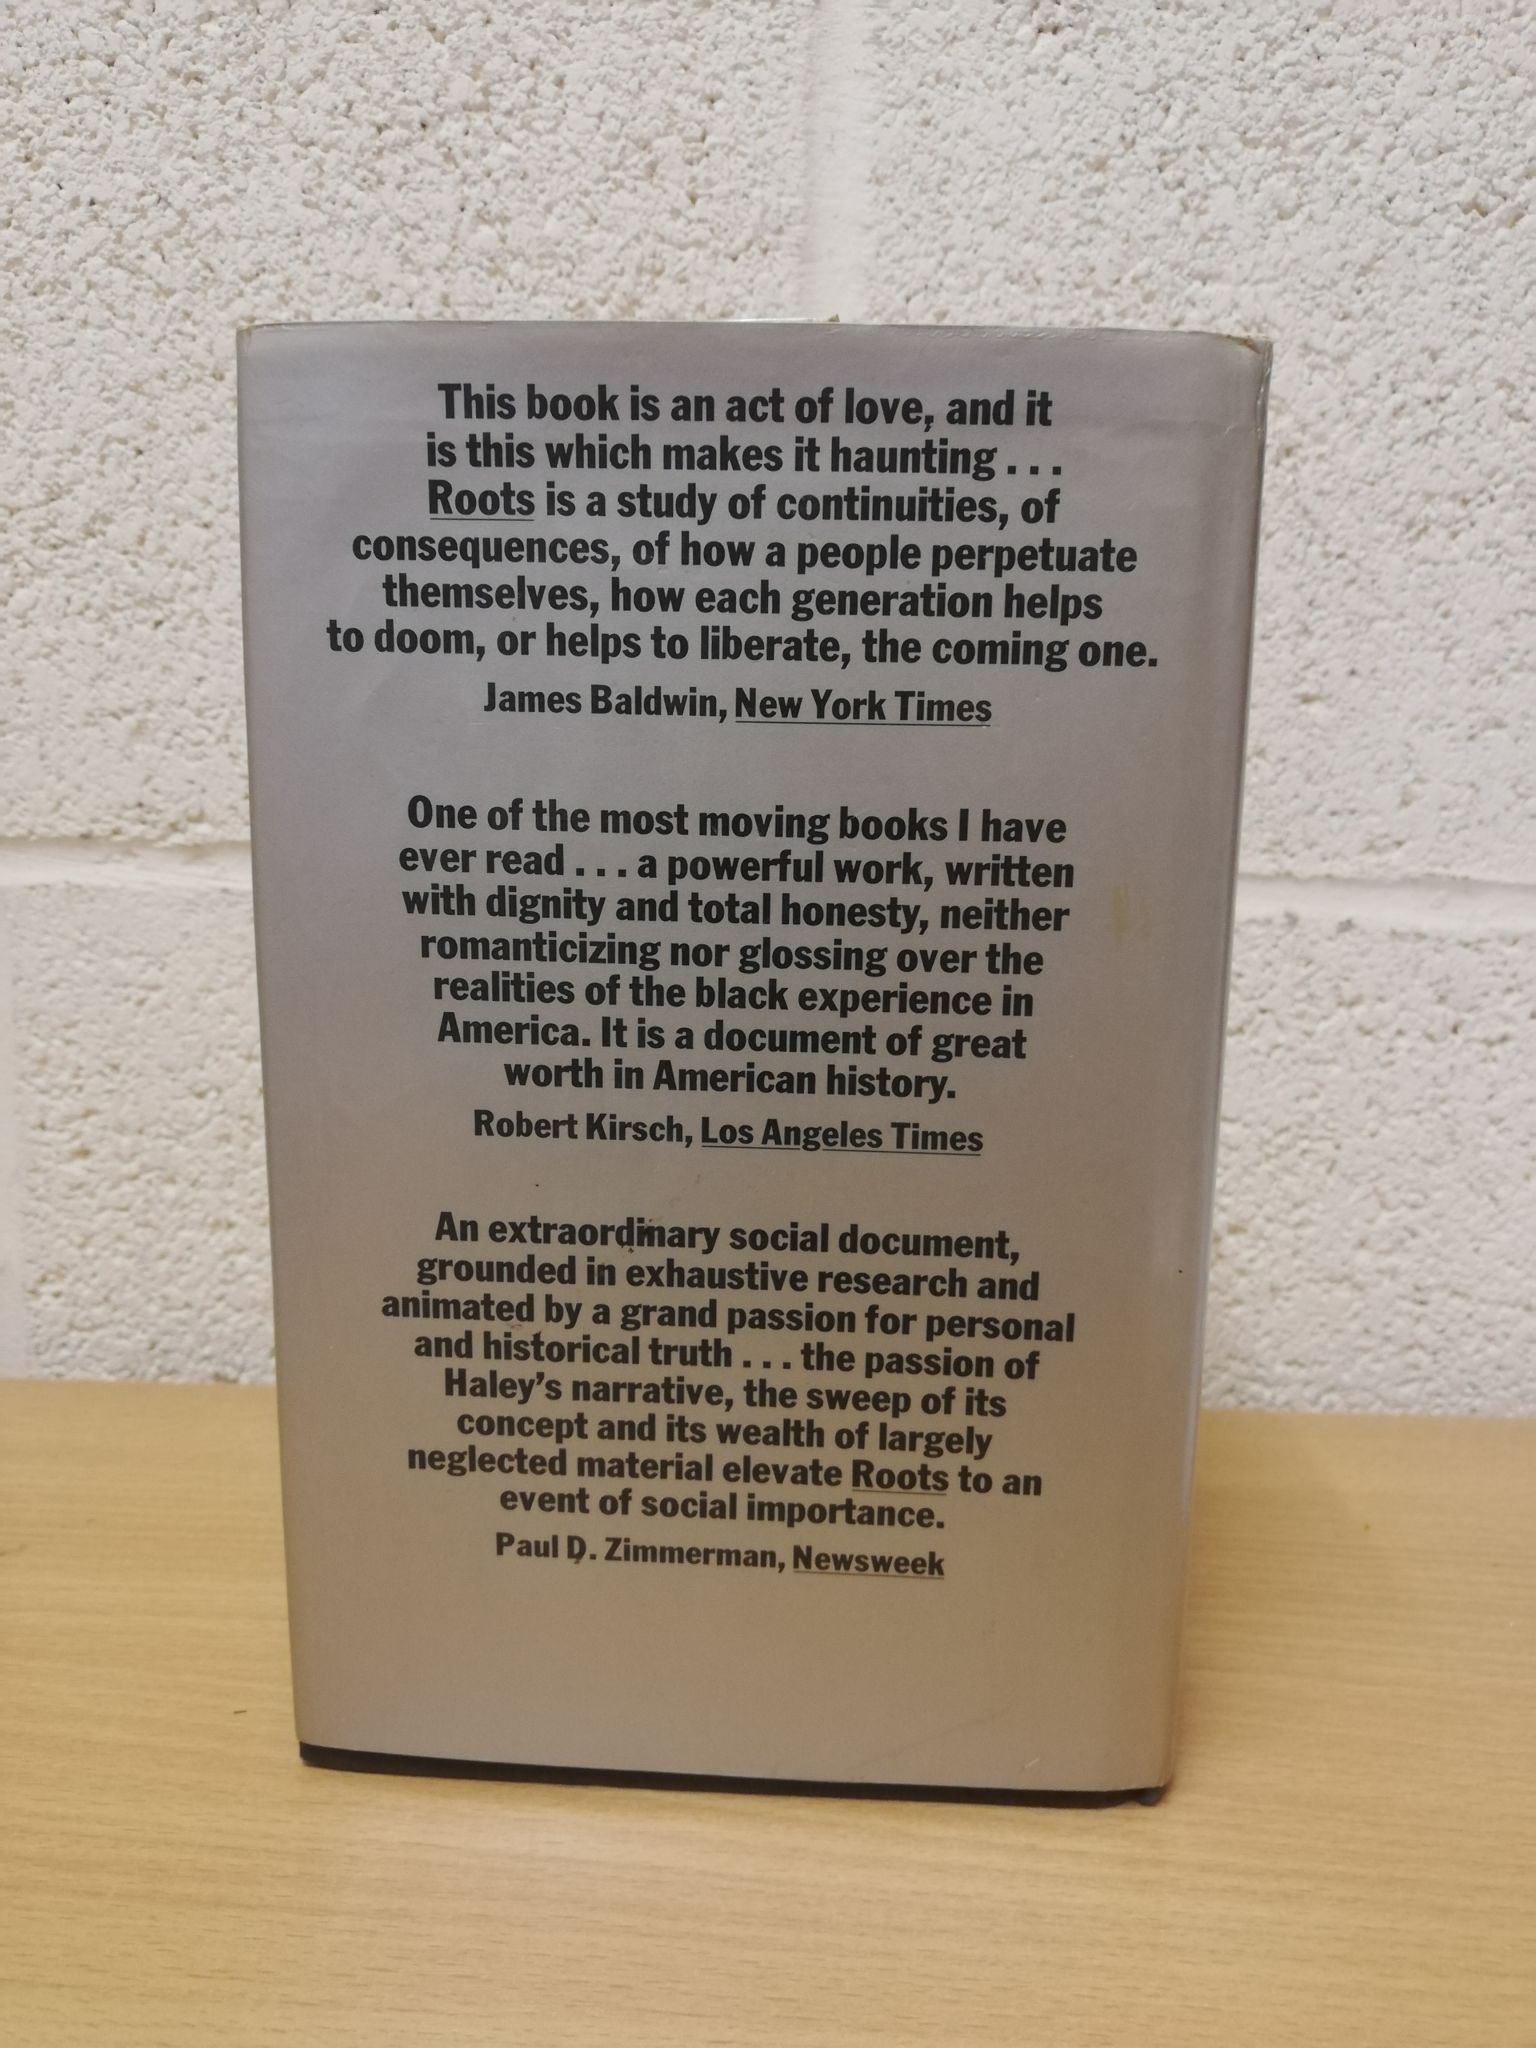 This book is an act of love, and it
is this which makes it haunting . . .
Roots is a study of continuities, of
consequences, of how a people perpetuate
themselves, how each generation helps
to doom, or helps to liberate, the coming one.
James Baldwin, New York Times
One of the most moving books I have
ever read . . . a powerful work, written
with dignity and total honesty, neither
romanticizing nor glossing over the
realities of the black experience in
America. It is a document of great
worth in American history.
Robert Kirsch, Los Angeles Times
An extraordinary social document,
grounded in exhaustive research and
animated by a grand passion for personal
and historical truth . . . the passion of
Haley's narrative, the sweep of its
concept and its wealth of largely
neglected material elevate Roots to an
event of social importance.
Paul D. Zimmerman, Newsweek